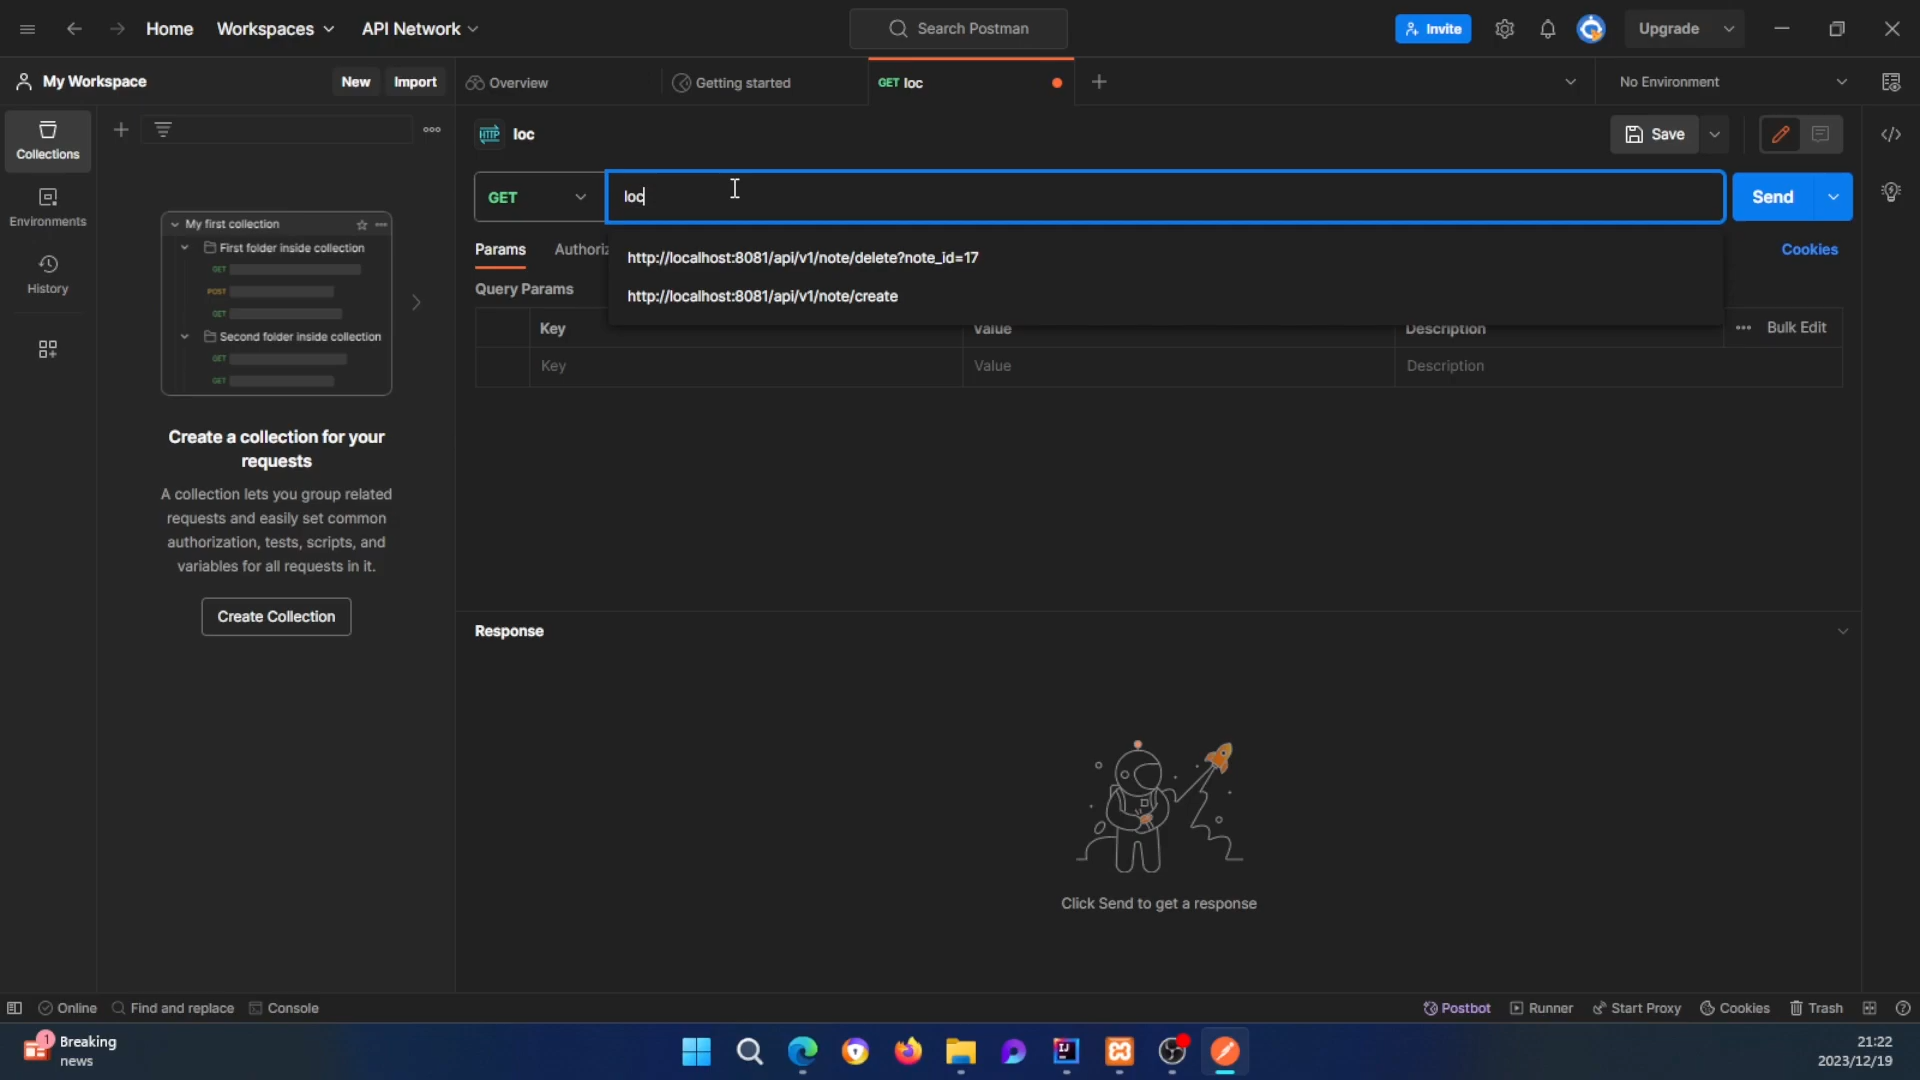 Home
Workspaces
API Network
Search Postman
Invite
Upgrade
My Workspace
New
Import
Overview
Getting started
GET loc
No Environment
Collections
HTTP loc
Save
GET
loc
Send
Environments
My first collection
First folder inside collection
GET
POST
GET
Second folder inside collection
GET
GET
Params
Authoriz
Cookies
http://localhost:8081/api/v1/note/delete?note_id=17
http://localhost:8081/api/v1/note/create
Query Params
Key
Value
Description
Bulk Edit
Key
Value
Description
History
Create a collection for your
requests
A collection lets you group related
requests and easily set common
authorization, tests, scripts, and
variables for all requests in it.
Create Collection
Response
Click Send to get a response
Online
Find and replace
Console
Postbot
Runner
Start Proxy
Cookies
Trash
1
Breaking
news
IJ
21:22
2023/12/19